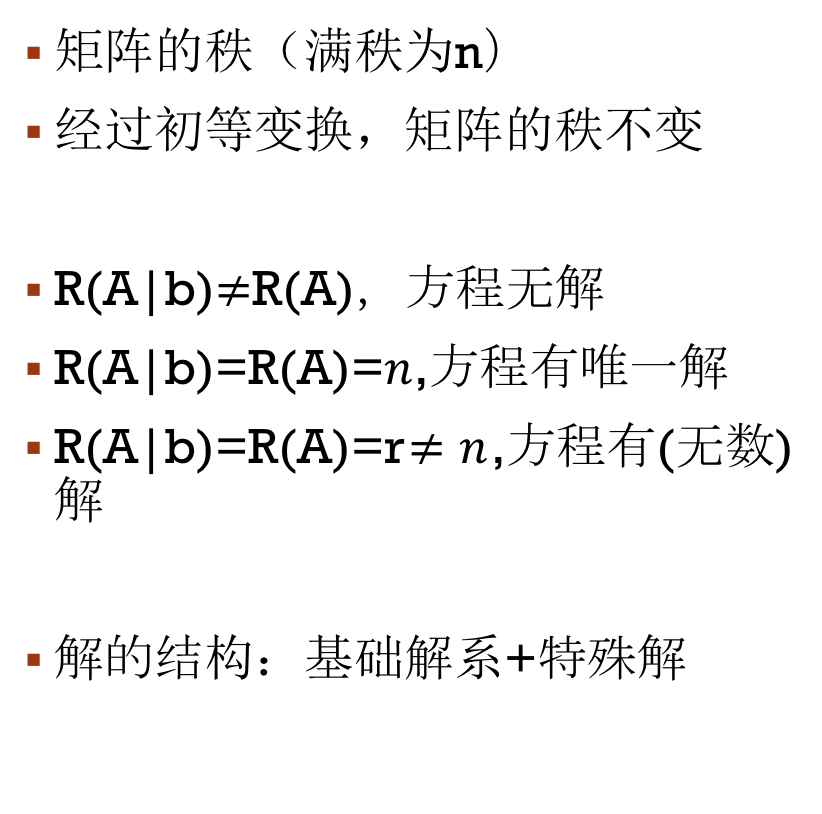 ▪ 矩阵的秩（满秩为n）
▪ 经过初等变换，矩阵的秩不变
▪ R(A|b)≠R(A)，方程无解
▪ R(A|b)=R(A)=n,方程有唯一解
▪ R(A|b)=R(A)=r≠ n,方程有(无数)
解
▪ 解的结构：基础解系+特殊解